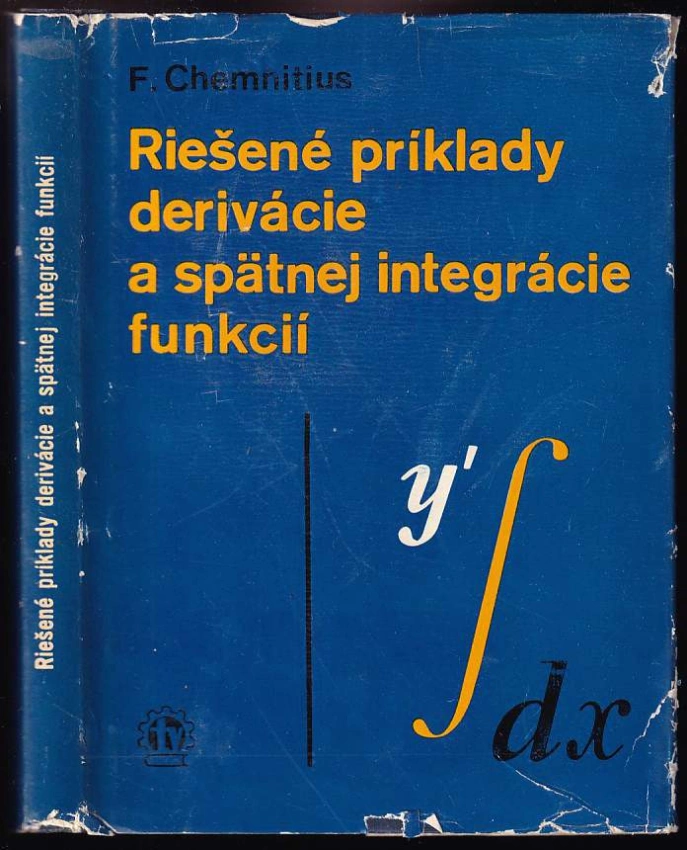 F. Chemnitius
Riešené príklady
derivácie
a spätnej integrácie
funkcií
y' ∫ dx
Riešené príklady derivácie a spätnej integrácie funkcií